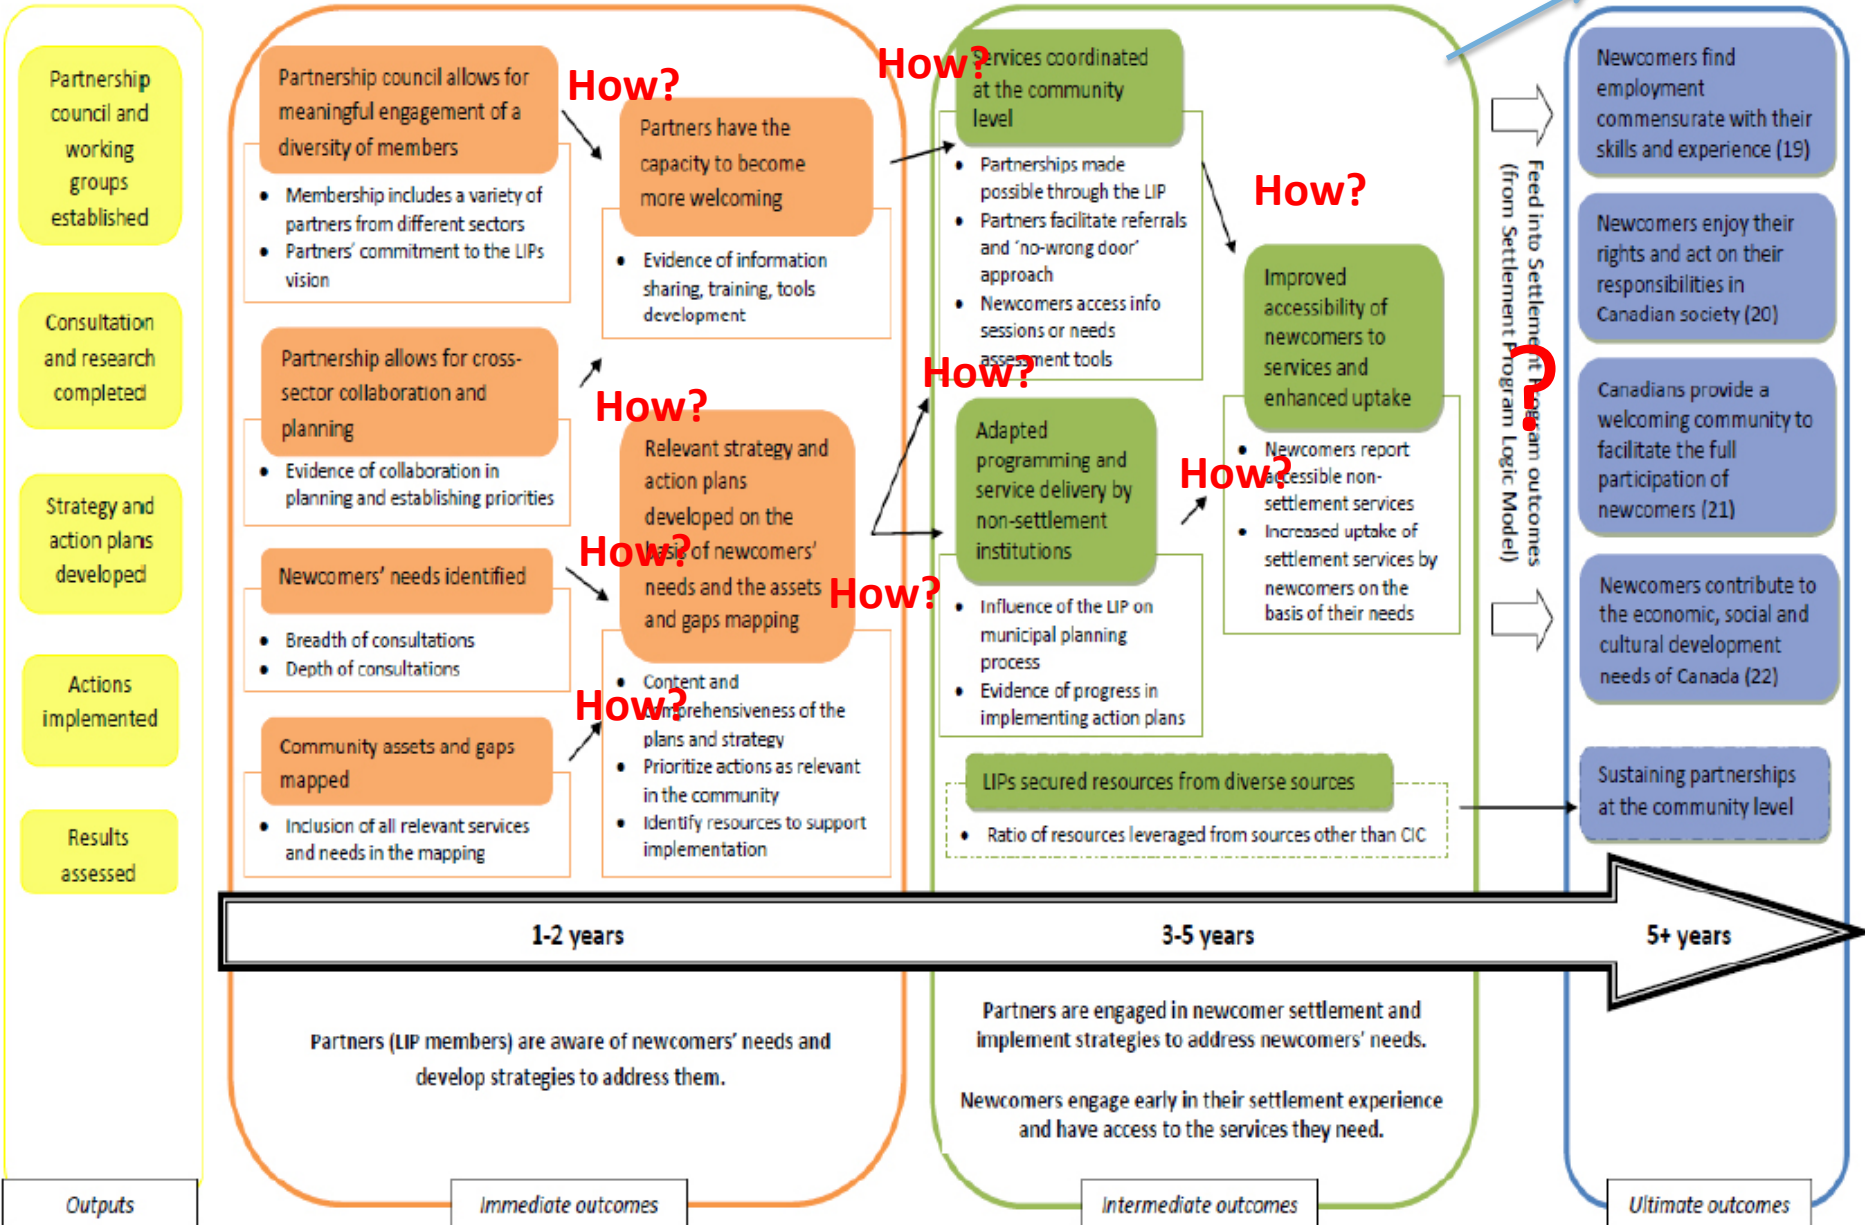 Partnership
council and
working
groups
established
Consultation
and research
completed
Strategy and
action plans
developed
Actions
implemented
Results
assessed
Partnership council allows for
meaningful engagement of a
diversity of members
• Membership includes a variety of
partners from different sectors
• Partners' commitment to the LIPs
vision
Partnership allows for cross-
sector collaboration and
planning
• Evidence of collaboration in
planning and establishing priorities
Newcomers' needs identified
• Breadth of consultations
• Depth of consultations
Community assets and gaps
mapped
• Inclusion of all relevant services
and needs in the mapping
How?
Partners have the
capacity to become
more welcoming
• Evidence of information
sharing, training, tools
development
How?
Relevant strategy and
action plans
developed on the
basis of newcomers'
needs and the assets
and gaps mapping
How?
How?
• Content and
comprehensiveness of the
plans and strategy
• Prioritize actions as relevant
in the community
• Identify resources to support
implementation
How?
How?
Services coordinated
at the community
level
• Partnerships made
possible through the LIP
• Partners facilitate referrals
and 'no-wrong door'
approach
• Newcomers access info
sessions or needs
assessment tools
How?
Adapted
programming and
service delivery by
non-settlement
institutions
• Influence of the LIP on
municipal planning
process
• Evidence of progress in
implementing action plans
LIPs secured resources from diverse sources
• Ratio of resources leveraged from sources other than CIC
How?
Improved
accessibility of
newcomers to
services and
enhanced uptake
How?
• Newcomers report
accessible non-
settlement services
• Increased uptake of
settlement services by
newcomers on the
basis of their needs
Feed into Settlement Program outcomes
(from Settlement Program Logic Model)
?
Newcomers find
employment
commensurate with their
skills and experience (19)
Newcomers enjoy their
rights and act on their
responsibilities in
Canadian society (20)
Canadians provide a
welcoming community to
facilitate the full
participation of
newcomers (21)
Newcomers contribute to
the economic, social and
cultural development
needs of Canada (22)
Sustaining partnerships
at the community level
1-2 years
3-5 years
5+ years
Partners (LIP members) are aware of newcomers' needs and
develop strategies to address them.
Partners are engaged in newcomer settlement and
implement strategies to address newcomers' needs.
Newcomers engage early in their settlement experience
and have access to the services they need.
Outputs
Immediate outcomes
Intermediate outcomes
Ultimate outcomes